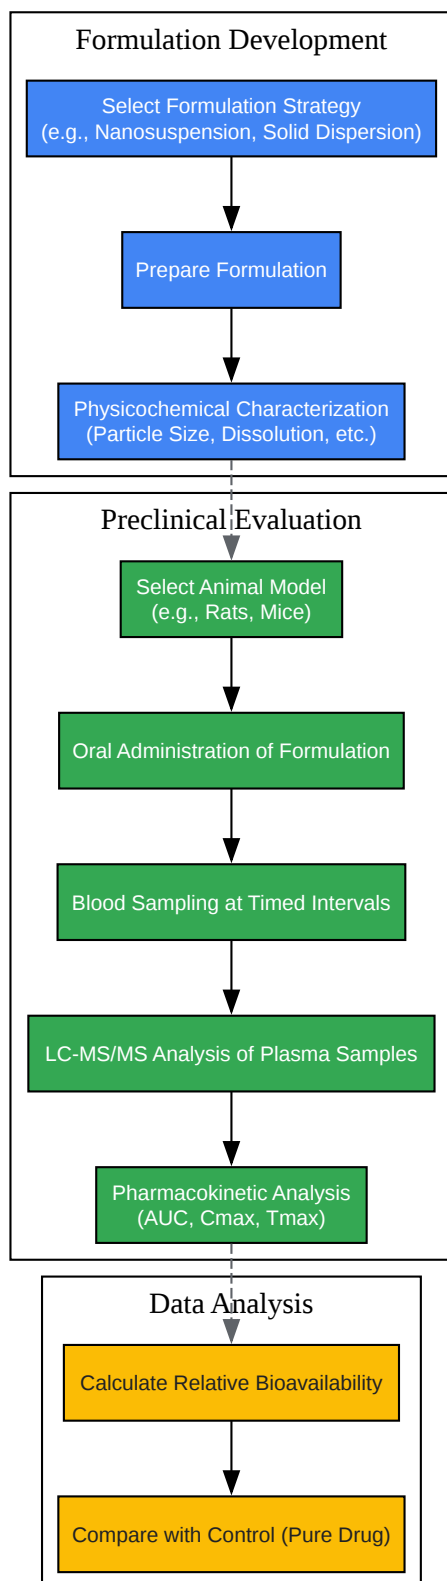 Formulation Development
Select Formulation Strategy
(e.g., Nanosuspension, Solid Dispersion)
Prepare Formulation
Physicochemical Characterization
(Particle Size, Dissolution, etc.)
Preclinical Evaluation
Select Animal Model
(e.g., Rats, Mice)
Oral Administration of Formulation
Blood Sampling at Timed Intervals
LC-MS/MS Analysis of Plasma Samples
Pharmacokinetic Analysis
(AUC, Cmax, Tmax)
Data Analysis
Calculate Relative Bioavailability
Compare with Control (Pure Drug)